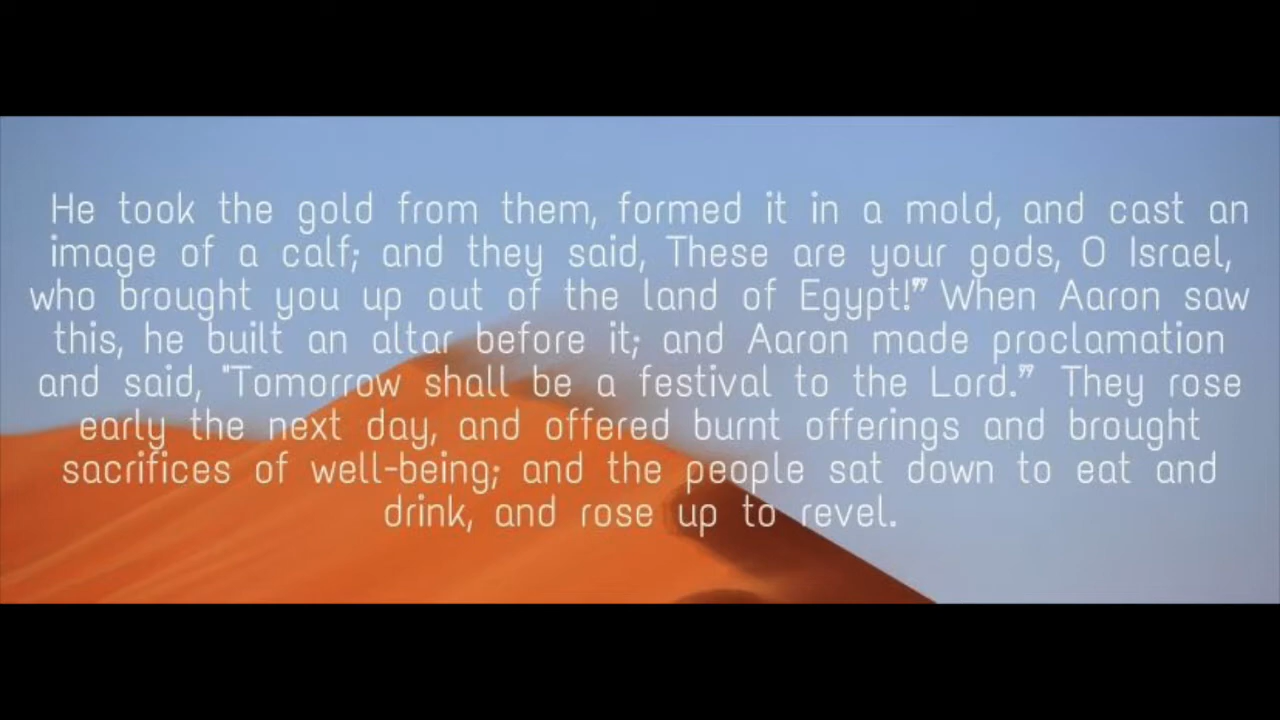 He took the gold from them, formed it in a mold, and cast an
image of a calf; and they said, These are your gods, O Israel,
who brought you up out of the land of Egypt!” When Aaron saw
this, he built an altar before it; and Aaron made proclamation
and said, "Tomorrow shall be a festival to the Lord.” They rose
early the next day, and offered burnt offerings and brought
sacrifices of well-being; and the people sat down to eat and
drink, and rose up to revel.